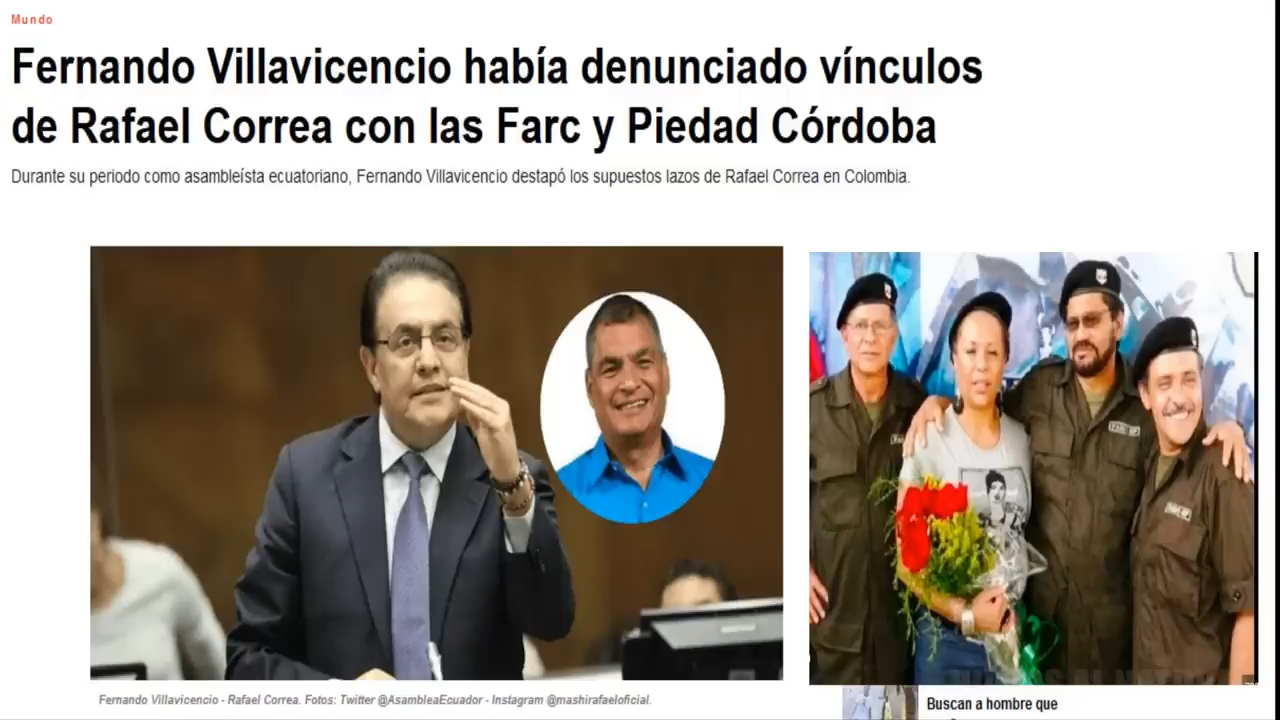 Mundo
Fernando Villavicencio había denunciado vínculos
de Rafael Correa con las Farc y Piedad Córdoba
Durante su periodo como asambleísta ecuatoriano, Fernando Villavicencio destapó los supuestos lazos de Rafael Correa en Colombia.
FARC EP
Fernando Villavicencio - Rafael Correa. Fotos: Twitter @AsambleaEcuador - Instagram @mashirafaeloficial.
Buscan a hombre que